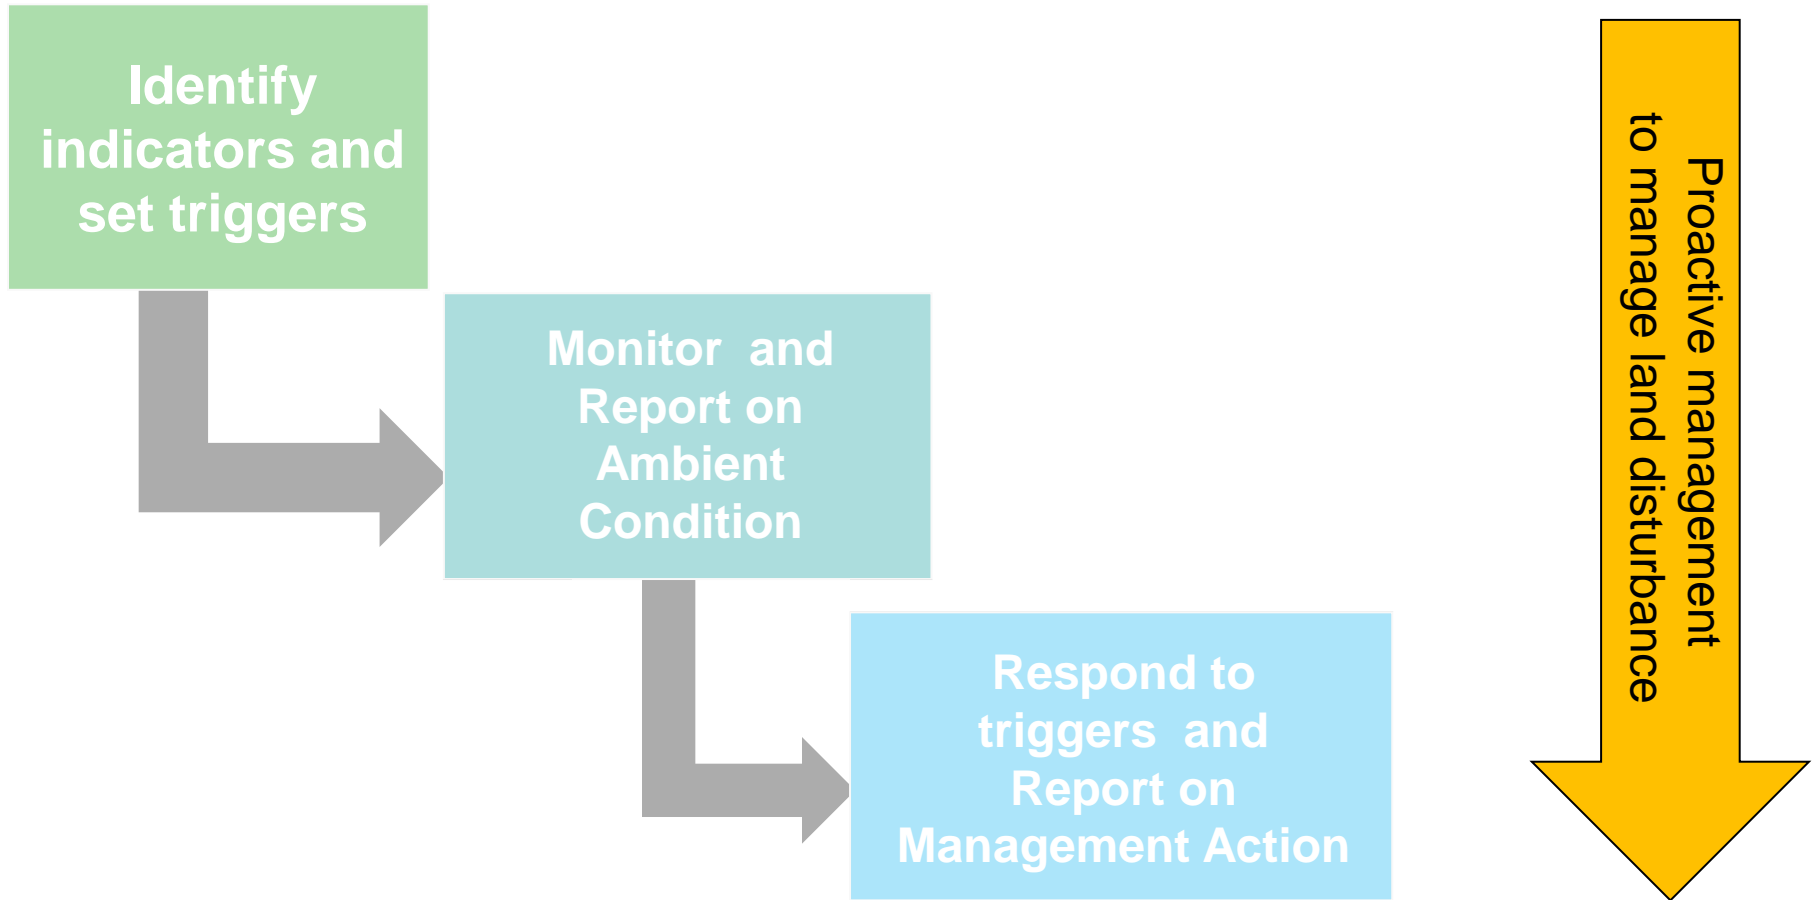 Identify
indicators and
set triggers
Monitor  and
Report on
Ambient
Condition
Respond to
triggers  and
Report on
Management Action
Proactive management
to manage land disturbance